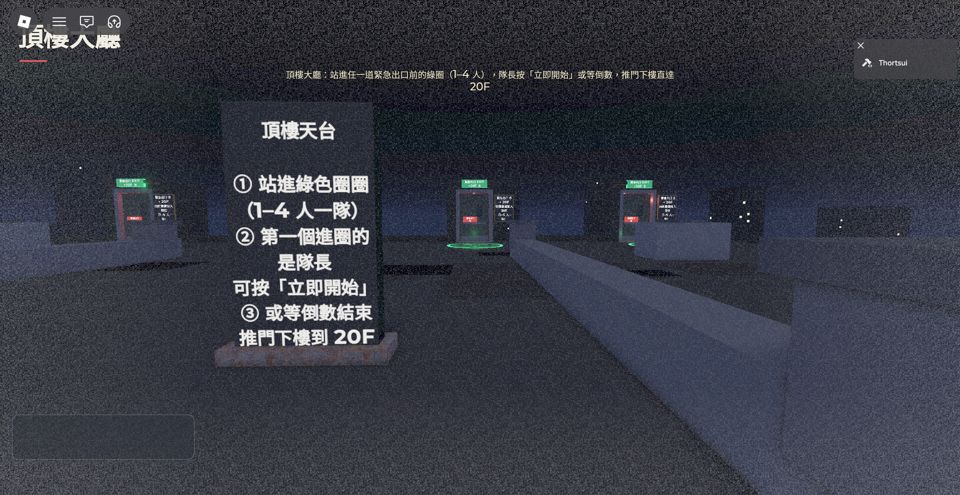 頂樓大廳
頂樓大廳：站進任一道緊急出口前的綠圈（1–4 人），隊長按「立即開始」或等倒數，推門下樓直達
20F
Thortsui
頂樓天台
① 站進綠色圈圈
（1–4 人一隊）
② 第一個進圈的
是隊長
可按「立即開始」
③ 或等倒數結束
推門下樓到 20F